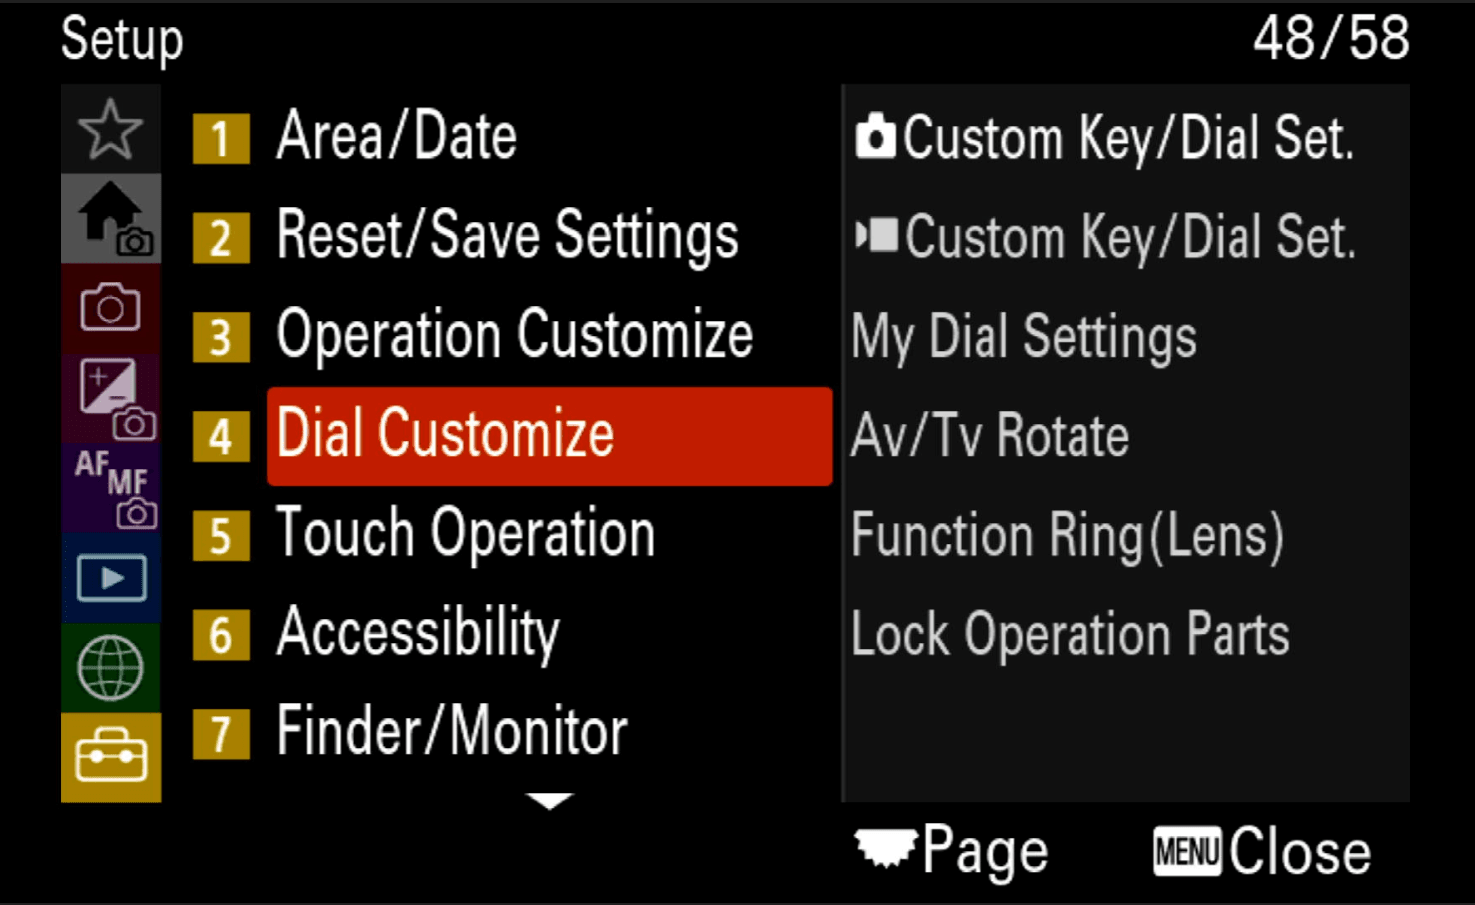 Setup
48/58
1 Area/Date
2 Reset/Save Settings
3 Operation Customize
4 Dial Customize
5 Touch Operation
6 Accessibility
7 Finder/Monitor
AF
MF
Custom Key/Dial Set.
Custom Key/Dial Set.
My Dial Settings
Av/Tv Rotate
Function Ring(Lens)
Lock Operation Parts
Page
MENU Close